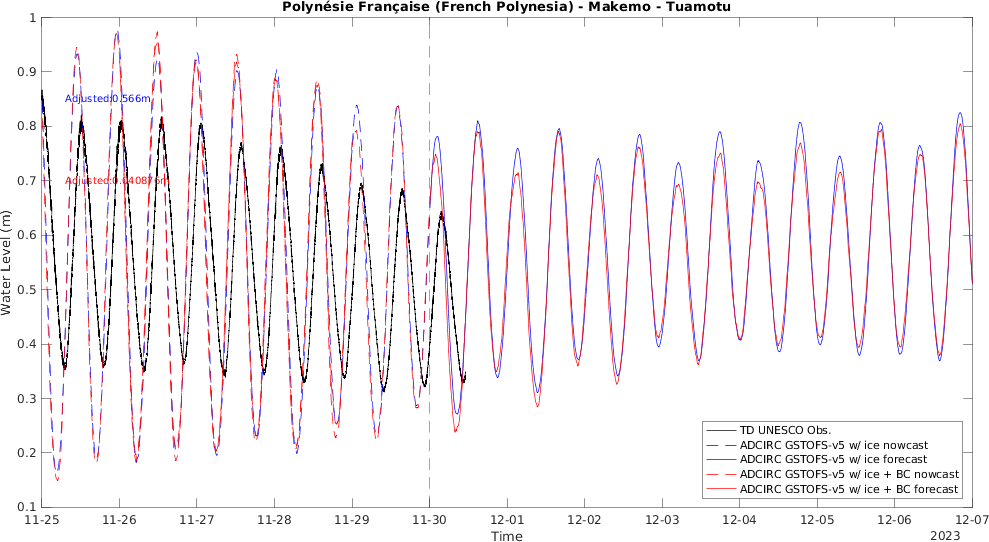 Polynésie Française (French Polynesia) - Makemo - Tuamotu
Water Level (m)
1
0.9
0.8
0.7
0.6
0.5
0.4
0.3
0.2
0.1
Adjusted:0.566m
TD UNESCO Obs.
ADCIRC GSTOFS-v5 w/ ice nowcast
ADCIRC GSTOFS-v5 w/ ice forecast
ADCIRC GSTOFS-v5 w/ ice + BC nowcast
ADCIRC GSTOFS-v5 w/ ice + BC forecast
11-25 11-26 11-27 11-28 11-29 11-30 12-01 12-02 12-03 12-04 12-05 12-06 12-07
Time
2023